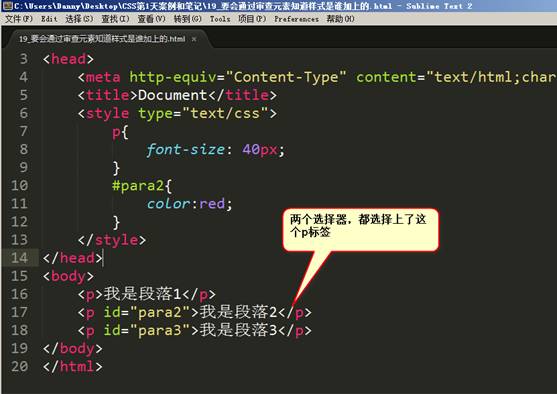 C:\Users\Danny\Desktop\CSS第1天案例和笔记\19_要会通过审查元素知道样式是谁加上的.html - Sublime Text 2
文件(F) Edit 选择(S) 查找(I) 查看(V) 转到(G) Tools 项目(P) Preferences 帮助(H)
19_要会通过审查元素知道样式是谁加上的.html ×
3 <head>
4 <meta http-equiv="Content-Type" content="text/html;char
5 <title>Document</title>
6 <style type="text/css">
7 p{
8 font-size: 40px;
9 }
10 #para2{
11 color:red;
12 }
13 </style>
14 </head>
15 <body>
16 <p>我是段落1</p>
17 <p id="para2">我是段落2</p>
18 <p id="para3">我是段落3</p>
19 </body>
20 </html>
两个选择器，都选择上了这
个p标签